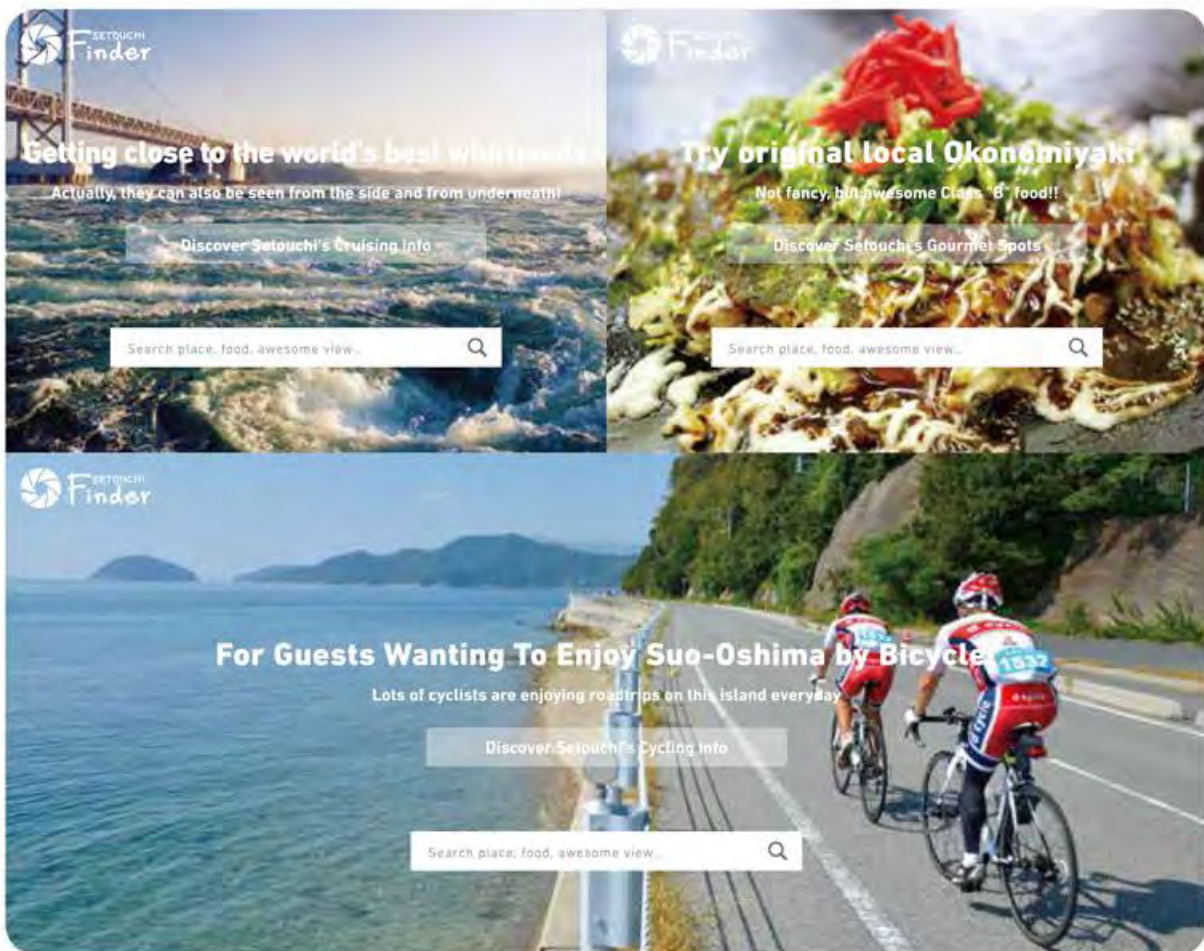 SETOUCHI
Finder
Getting close to the world's best whirlpools
Actually, they can also be seen from the side and from underneath!
Discover Setouchi's Cruising Info
Search place, food, awesome view...
SETOUCHI
Finder
Try original local Okonomiyaki
Not fancy, but awesome Class "B" food!!
Discover Setouchi's Gourmet Spots
Search place, food, awesome view...
SETOUCHI
Finder
For Guests Wanting To Enjoy Suo-Oshima by Bicycle
Lots of cyclists are enjoying roadtrips on this island everyday
Discover Setouchi's Cycling Info
Search place, food, awesome view...
1537
d cycle